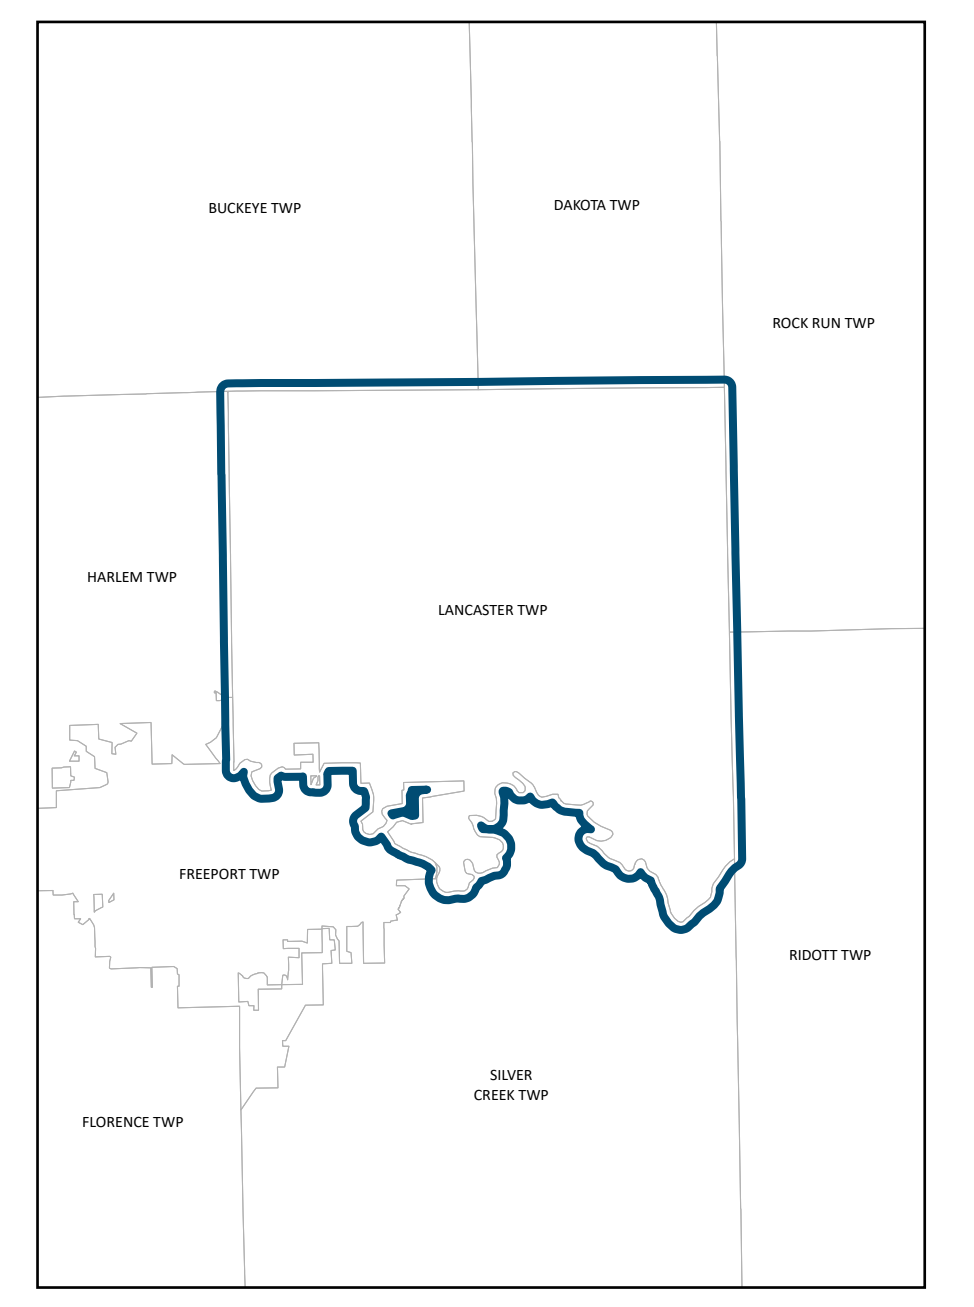 BUCKEYE TWP
DAKOTA TWP
ROCK RUN TWP
HARLEM TWP
LANCASTER TWP
FREEPORT TWP
RIDOTT TWP
SILVER
CREEK TWP
FLORENCE TWP